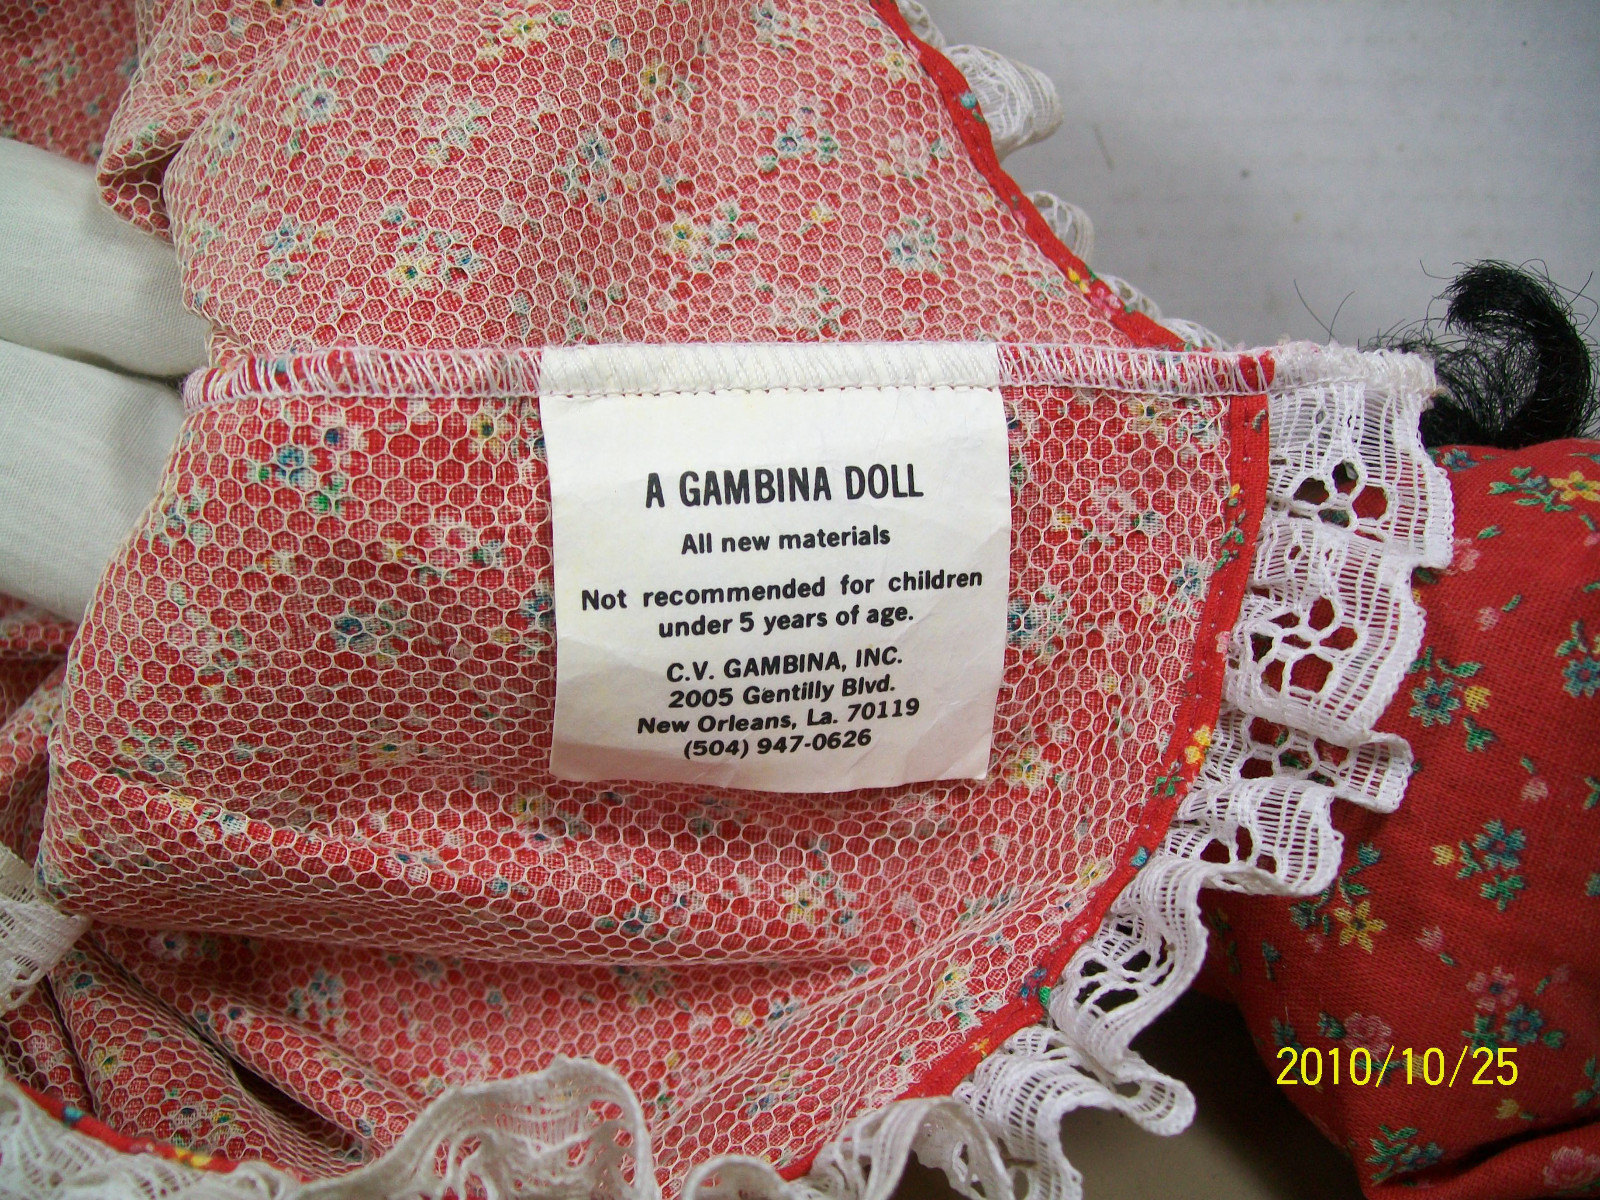 A GAMBINA DOLL
All new materials
Not recommended for children
under 5 years of age.
C.V. GAMBINA, INC.
2005 Gentilly Blvd.
New Orleans, La. 70119
(504) 947-0626
2010/10/25